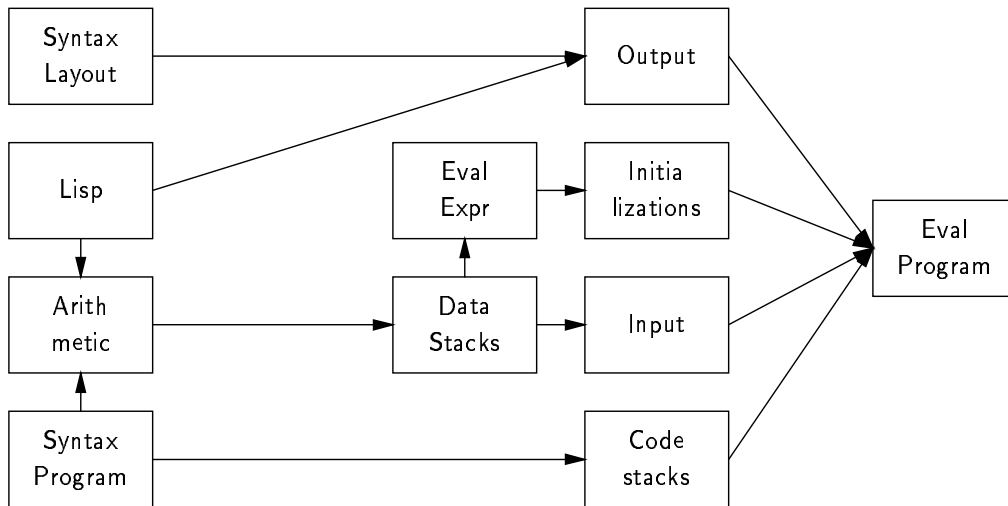 Syntax
Layout
Output
Lisp
Eval
Expr
Initia
lizations
Eval
Program
Arith
metic
Data
Stacks
Input
Syntax
Program
Code
stacks